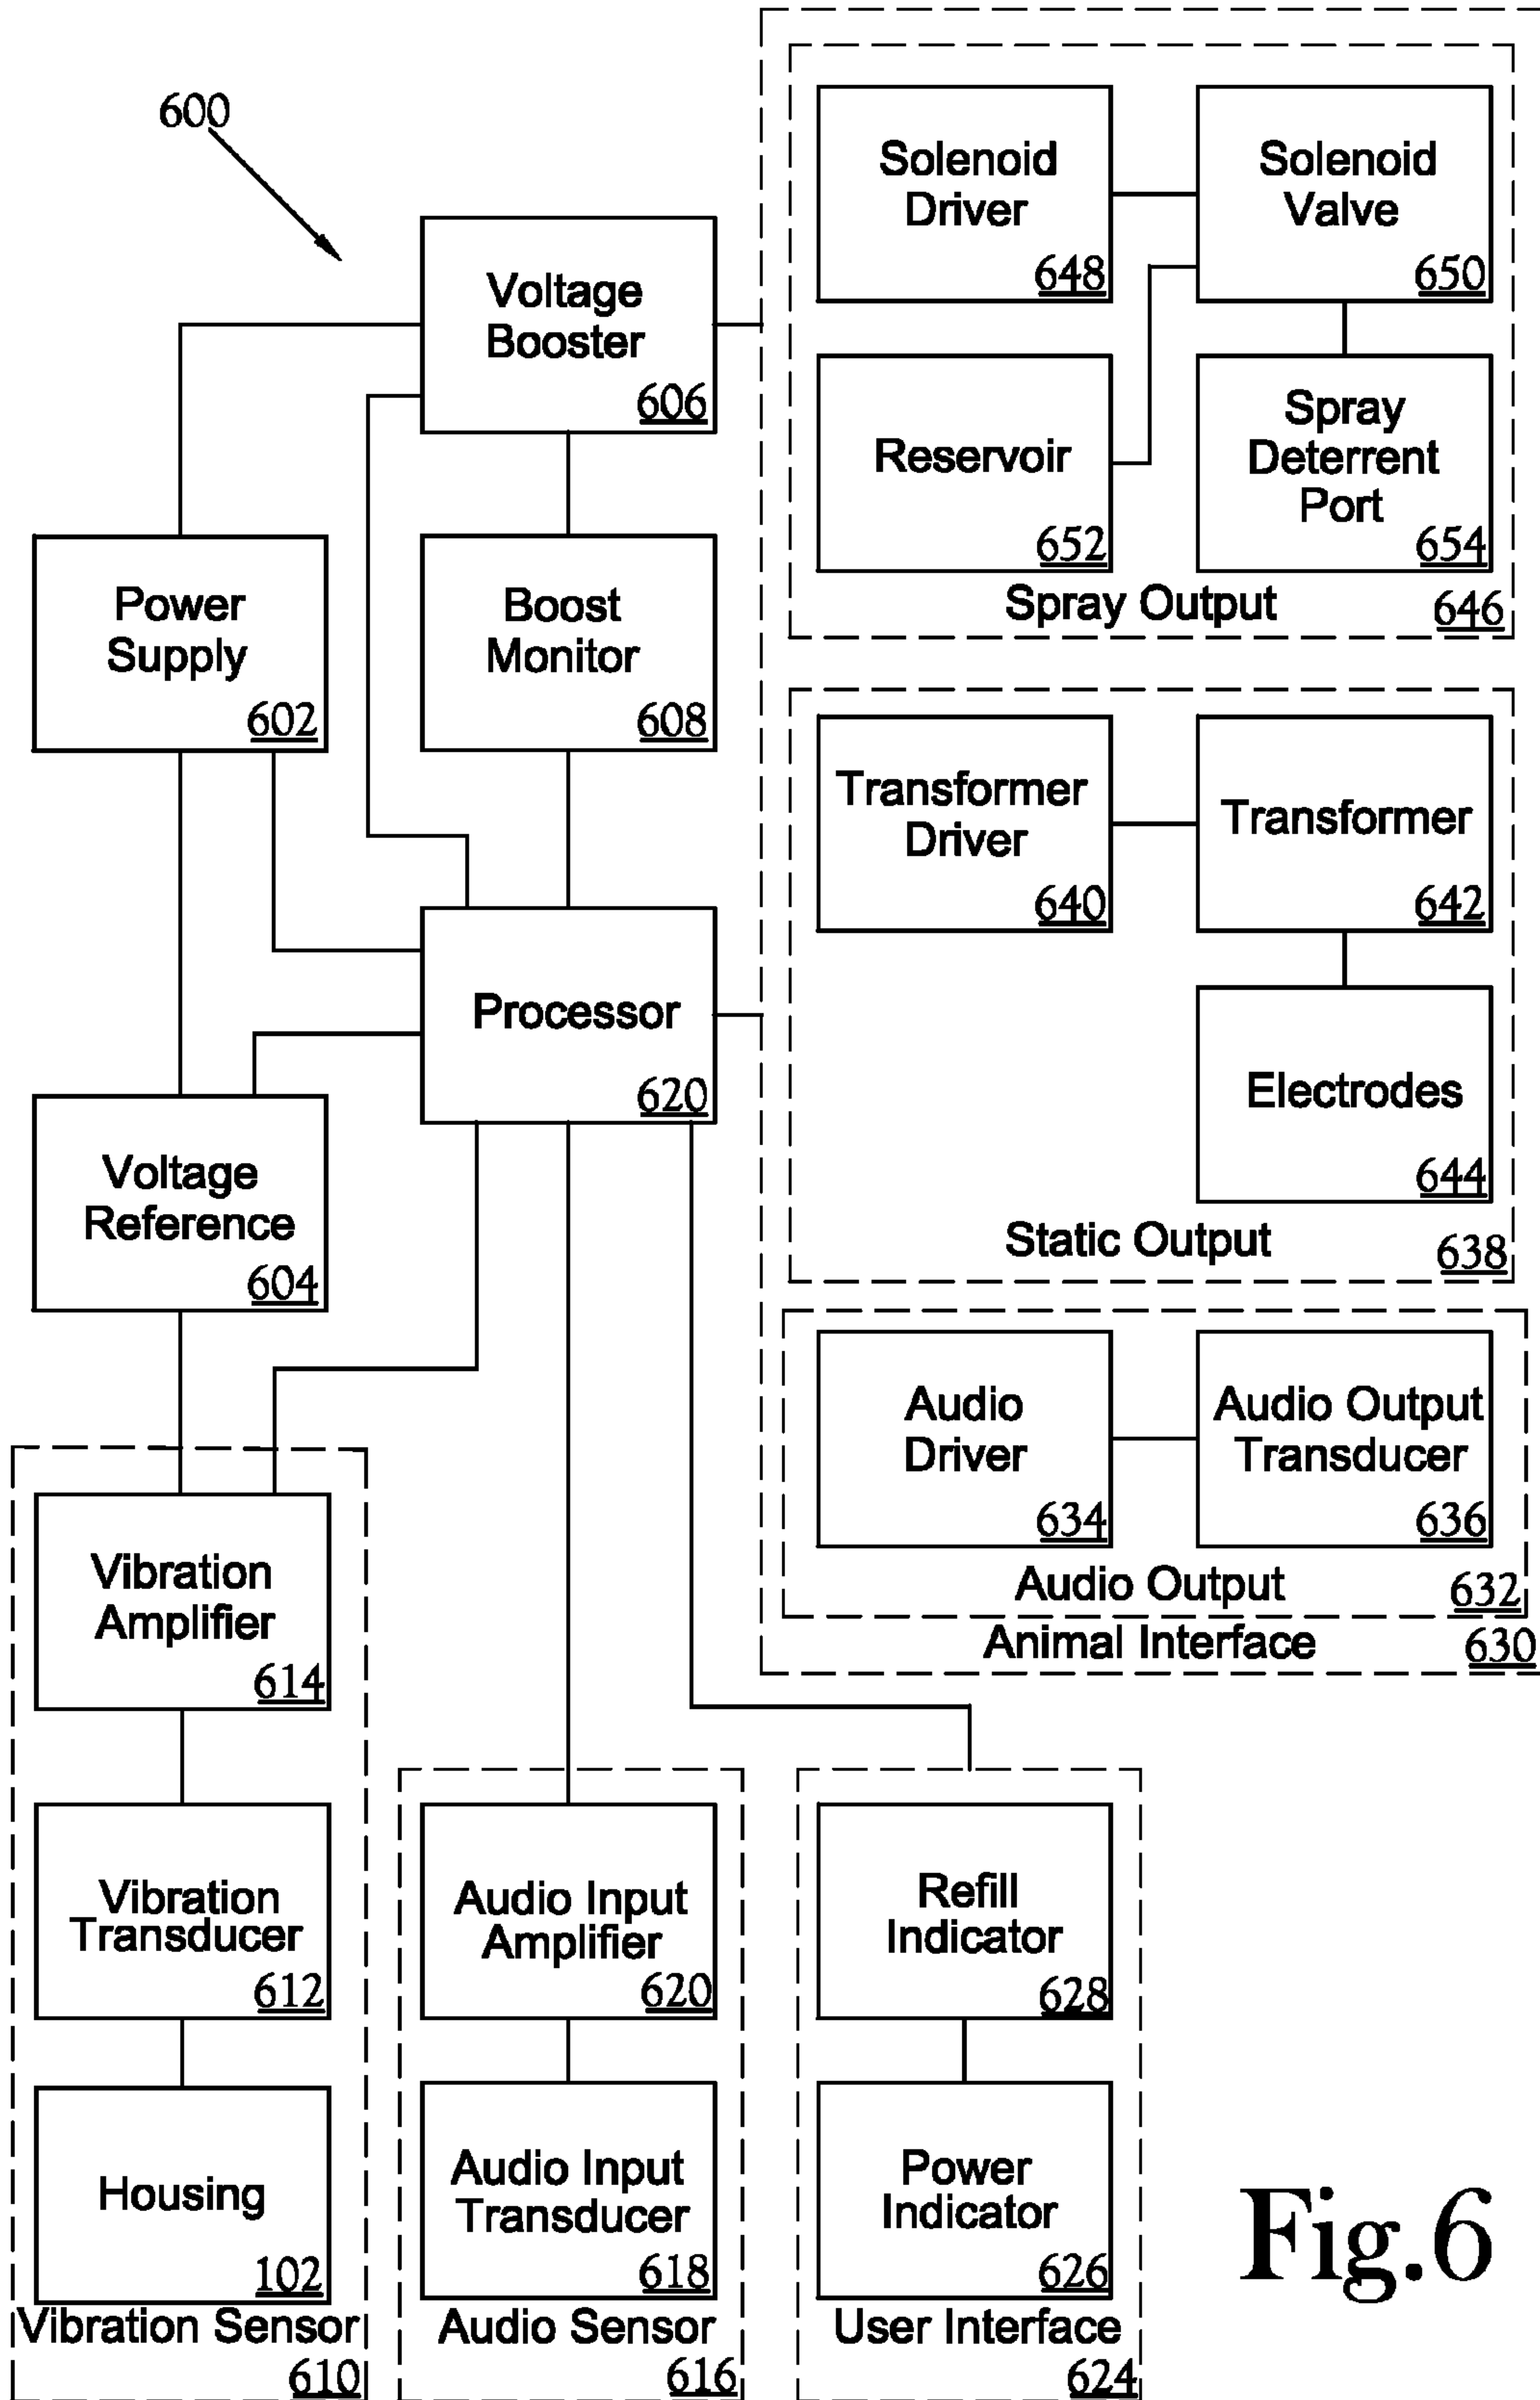 600
Voltage
Booster
606
Solenoid
Driver
648
Solenoid
Valve
650
Reservoir
652
Spray
Deterrent
Port
654
Spray Output
646
Power
Supply
602
Boost
Monitor
608
Transformer
Driver
640
Transformer
642
Electrodes
644
Static Output
638
Processor
620
Voltage
Reference
604
Audio
Driver
634
Audio Output
Transducer
636
Audio Output
632
Animal Interface
630
Vibration
Amplifier
614
Vibration
Transducer
612
Housing
102
Vibration Sensor
610
Audio Input
Amplifier
620
Audio Input
Transducer
618
Audio Sensor
616
Refill
Indicator
628
Power
Indicator
626
User Interface
624
Fig.6